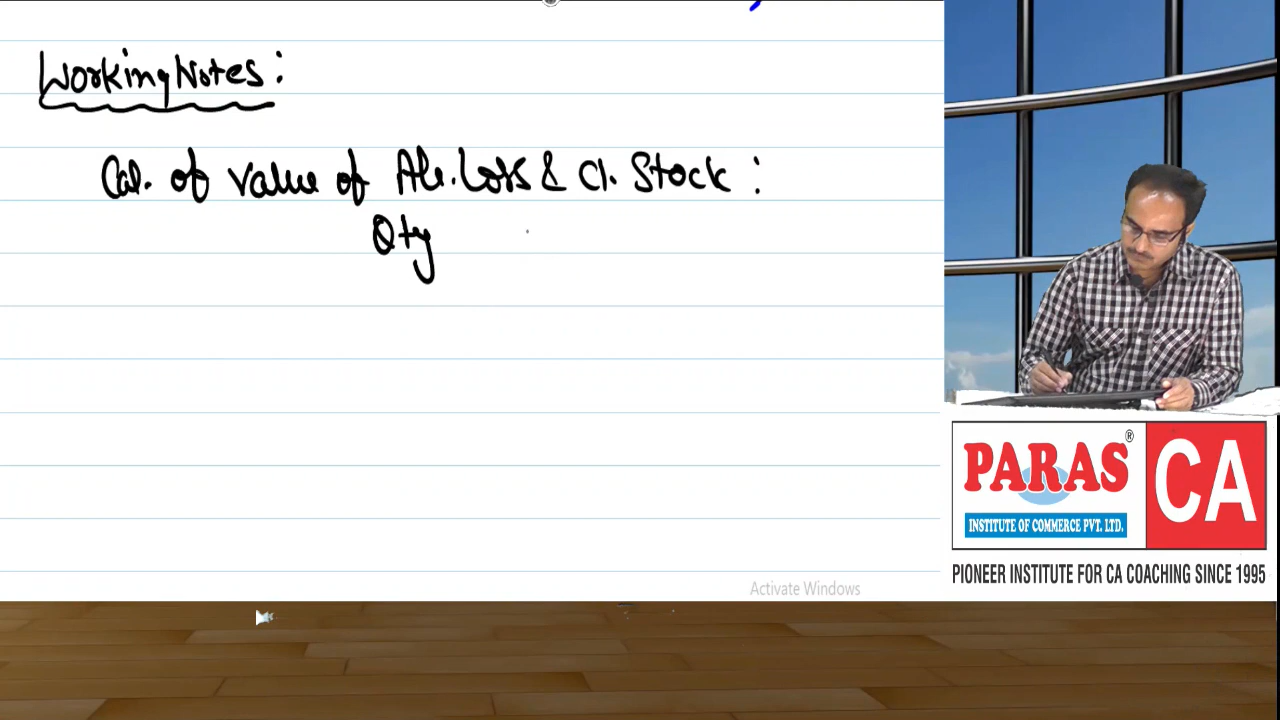 Working Notes:
Cal. of value of Ab. Loss & Cl. Stock:
Qty
PARAS®
INSTITUTE OF COMMERCE PVT. LTD.
CA
PIONEER INSTITUTE FOR CA COACHING SINCE 1995
Activate Windows